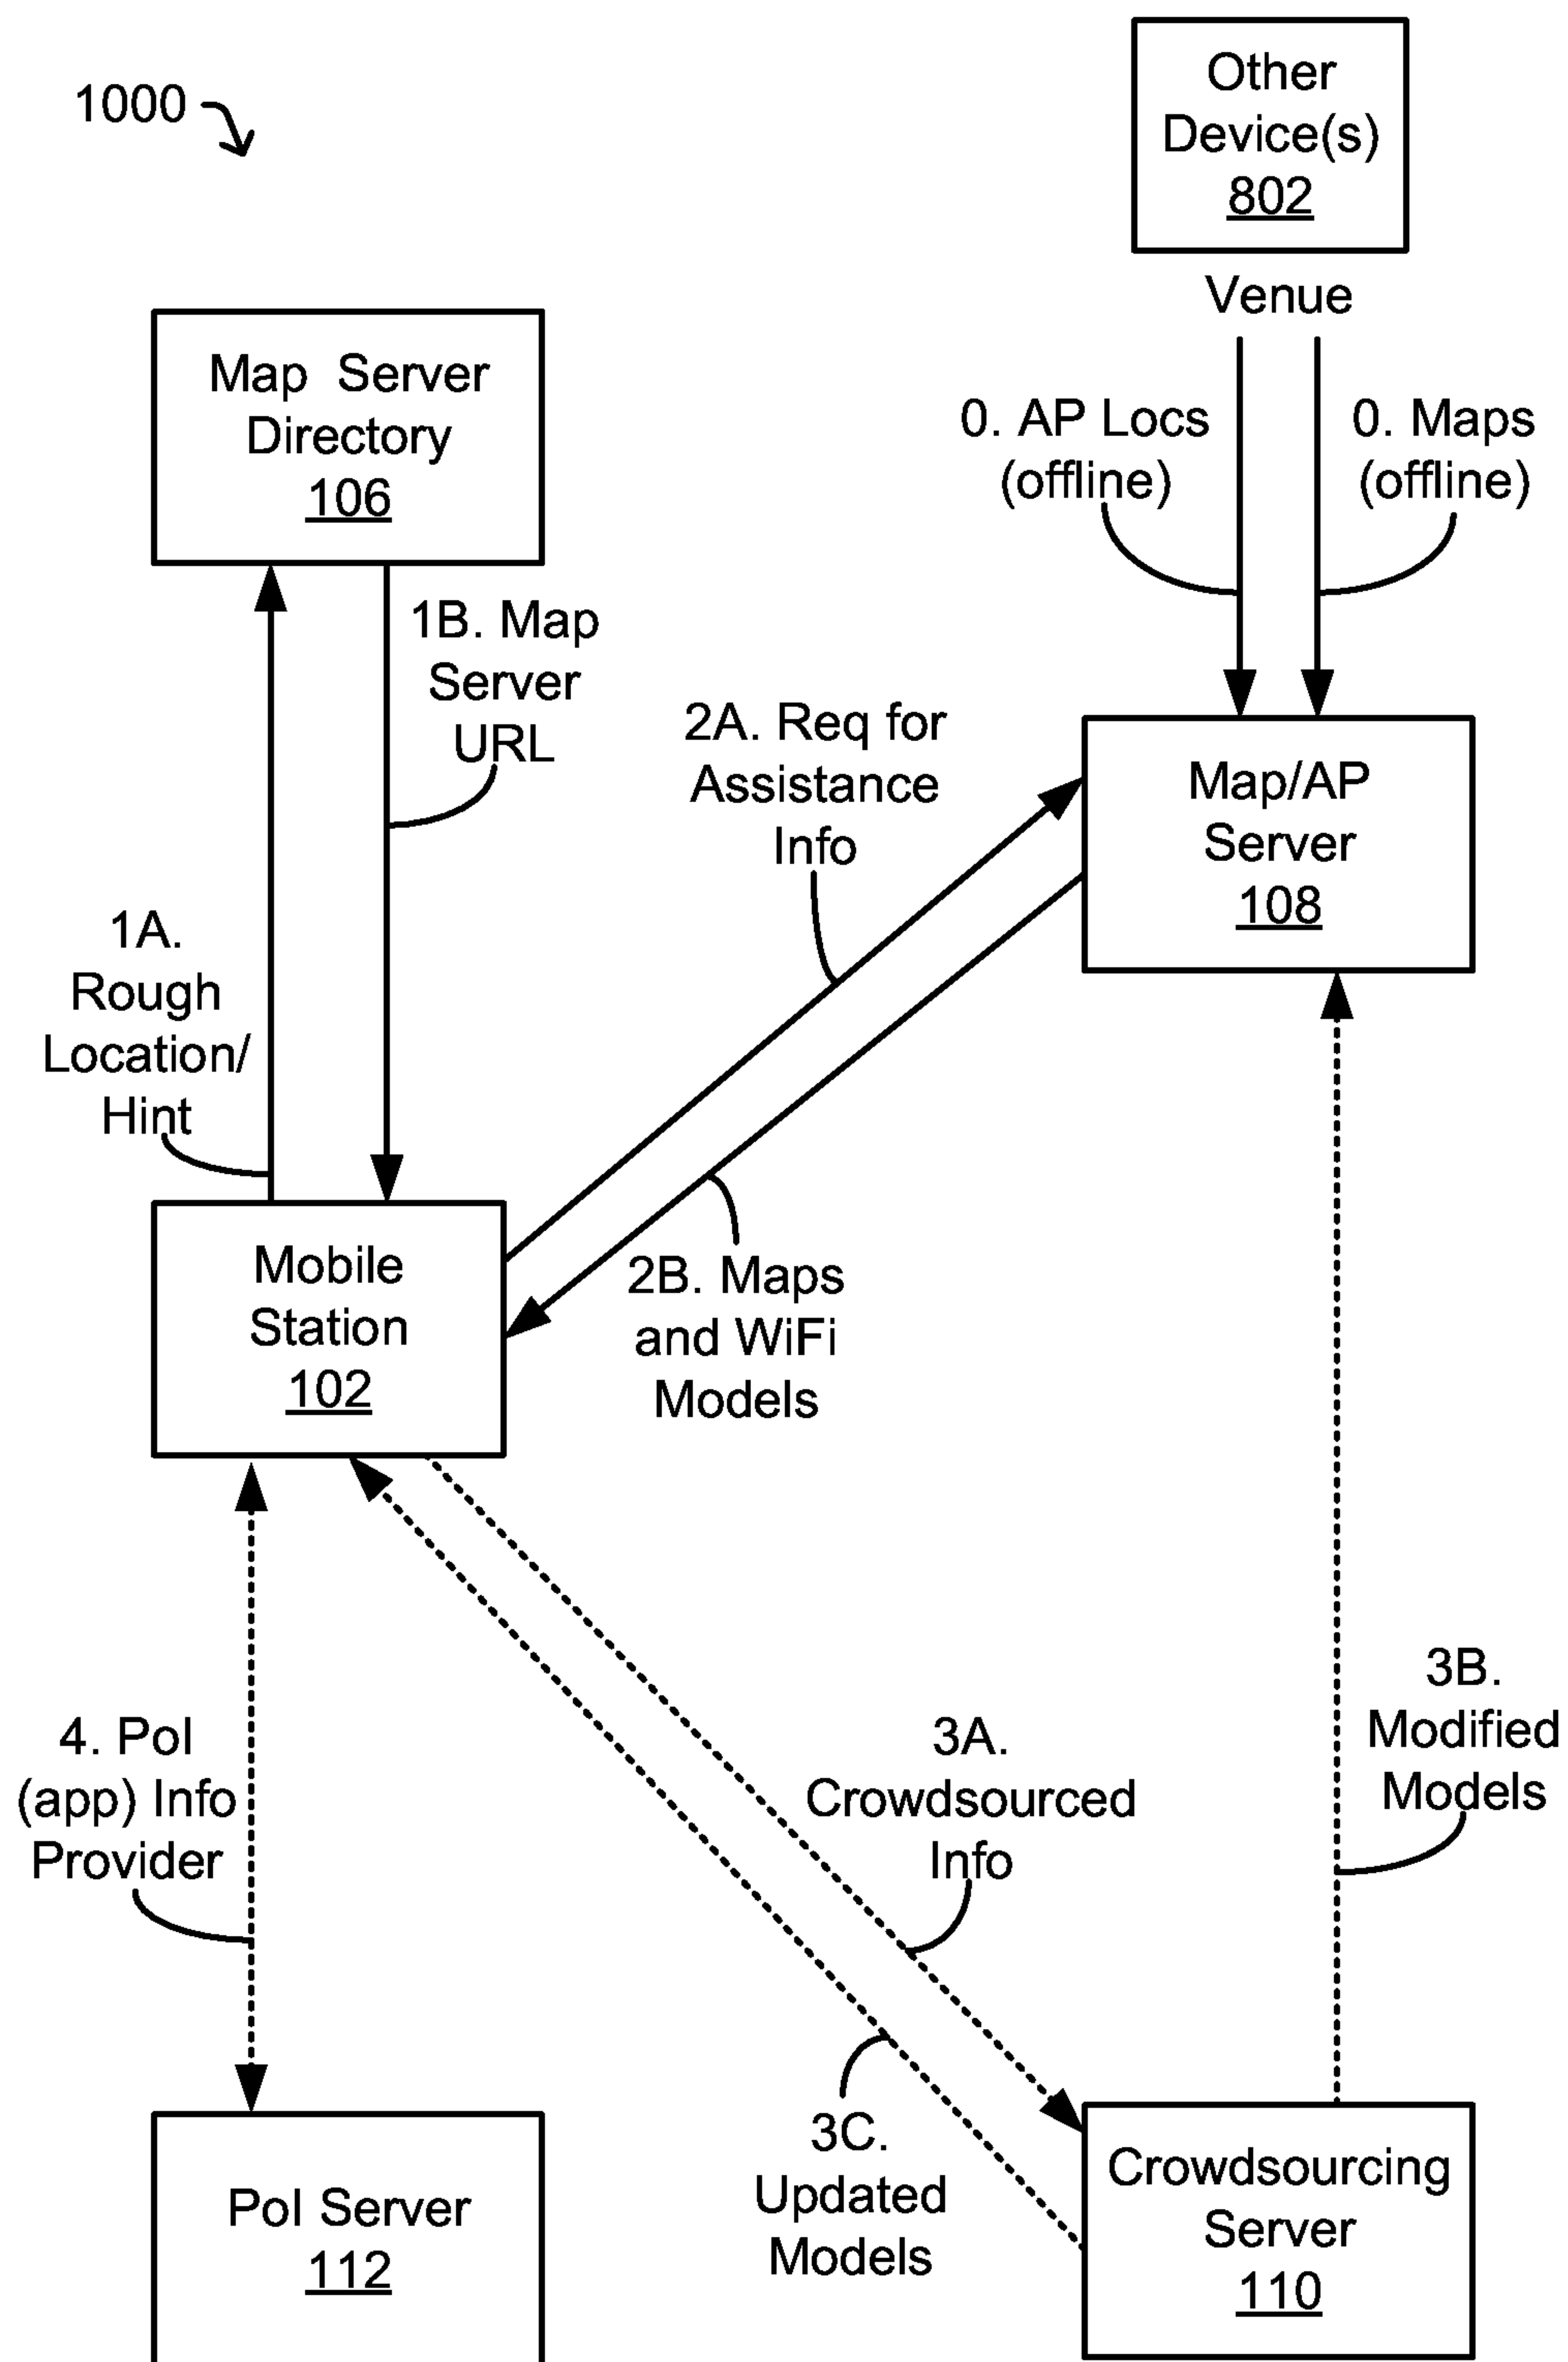 1000
Other
Device(s)
802
Venue
Map Server
Directory
106
0. AP Locs
(offline)
0. Maps
(offline)
1B. Map
Server
URL
2A. Req for
Assistance
Info
Map/AP
Server
108
1A.
Rough
Location/
Hint
Mobile
Station
102
2B. Maps
and WiFi
Models
4. PoI
(app) Info
Provider
3A.
Crowdsourced
Info
3B.
Modified
Models
3C.
Updated
Models
PoI Server
112
Crowdsourcing
Server
110